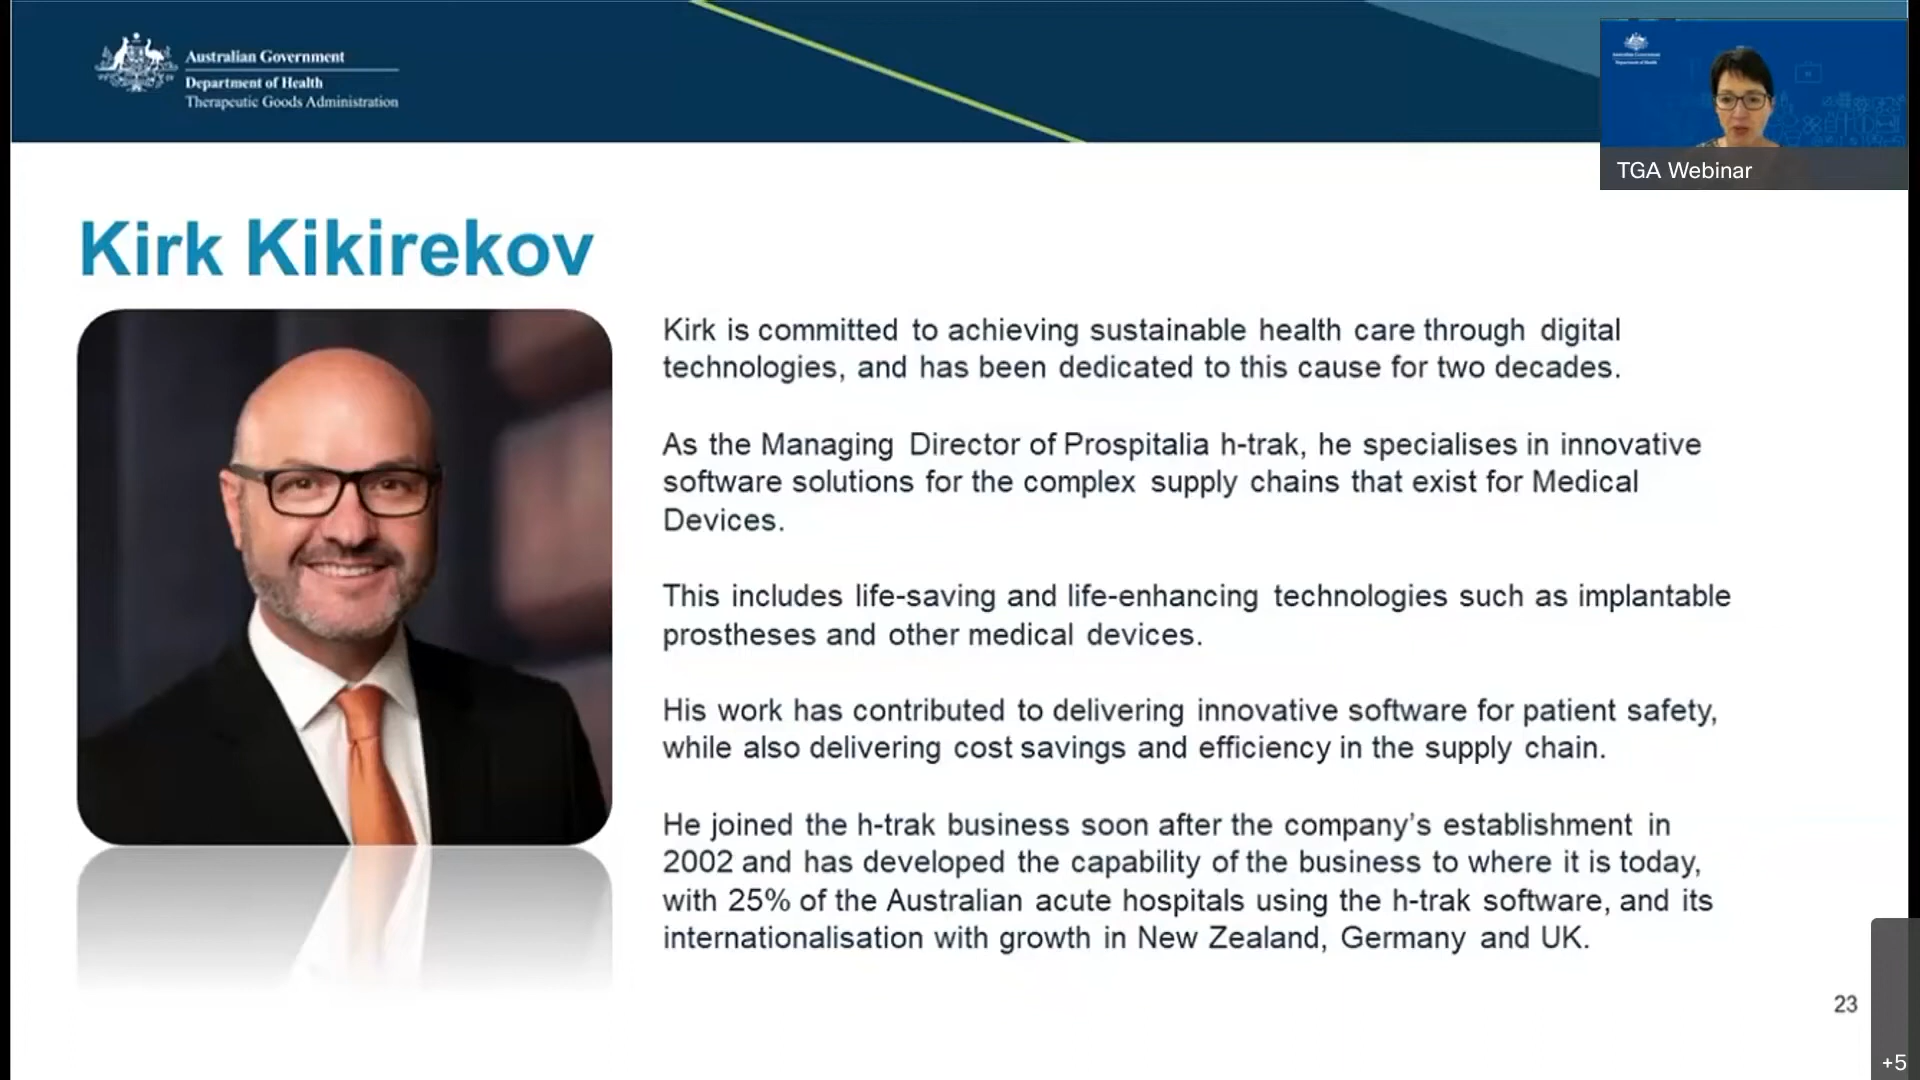 Australian Government
Department of Health
Therapeutic Goods Administration
TGA Webinar
Kirk Kikirekov
Kirk is committed to achieving sustainable health care through digital
technologies, and has been dedicated to this cause for two decades.
As the Managing Director of Prospitalia h-trak, he specialises in innovative
software solutions for the complex supply chains that exist for Medical
Devices.
This includes life-saving and life-enhancing technologies such as implantable
prostheses and other medical devices.
His work has contributed to delivering innovative software for patient safety,
while also delivering cost savings and efficiency in the supply chain.
He joined the h-trak business soon after the company's establishment in
2002 and has developed the capability of the business to where it is today,
with 25% of the Australian acute hospitals using the h-trak software, and its
internationalisation with growth in New Zealand, Germany and UK.
23
+5